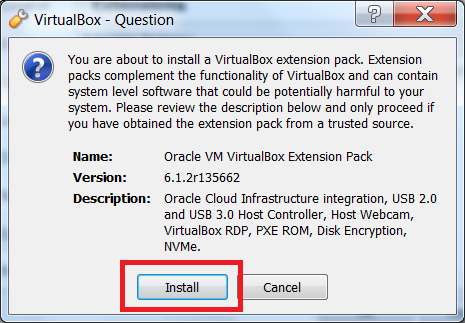 VirtualBox - Question
You are about to install a VirtualBox extension pack. Extension
packs complement the functionality of VirtualBox and can contain
system level software that could be potentially harmful to your
system. Please review the description below and only proceed if
you have obtained the extension pack from a trusted source.
Name: Oracle VM VirtualBox Extension Pack
Version: 6.1.2r135662
Description: Oracle Cloud Infrastructure integration, USB 2.0
and USB 3.0 Host Controller, Host Webcam,
VirtualBox RDP, PXE ROM, Disk Encryption,
NVMe.
Install Cancel